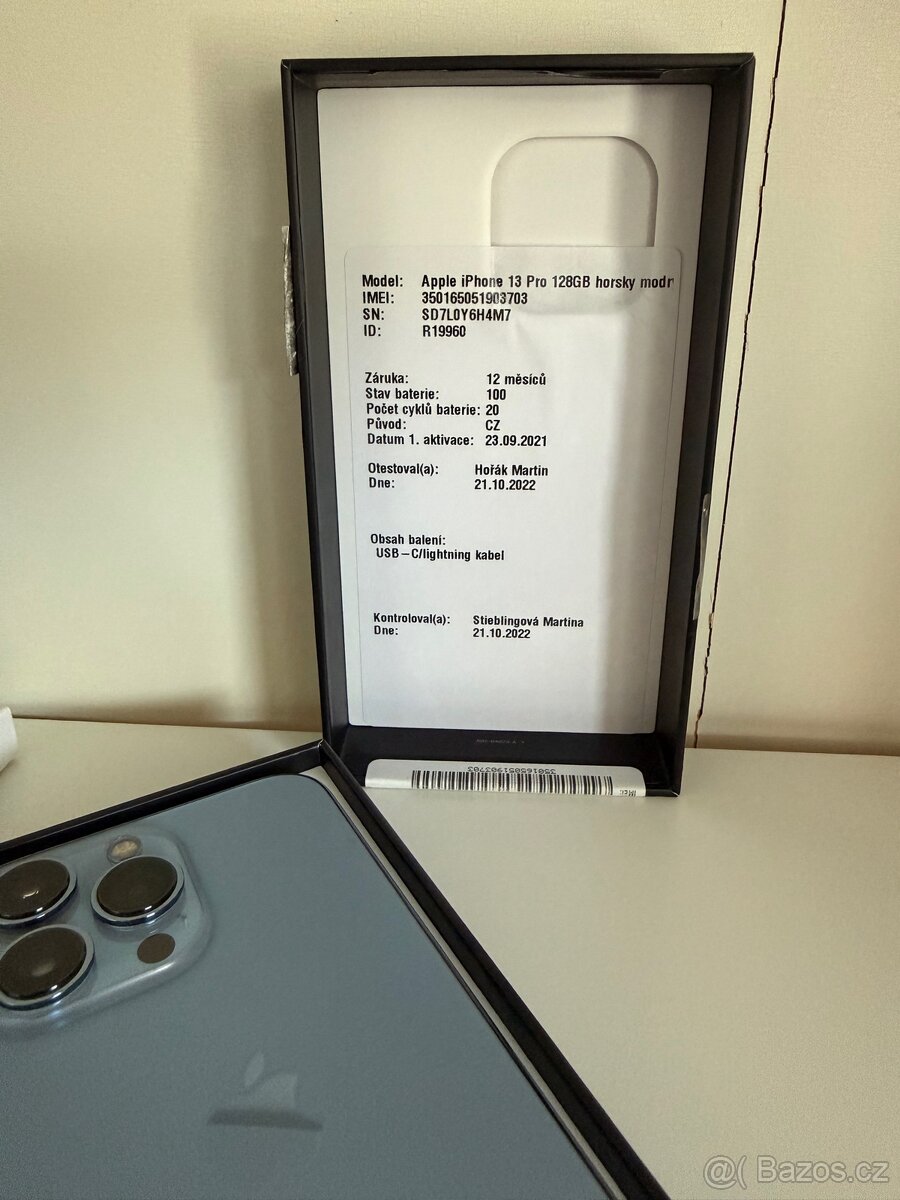 Model: Apple iPhone 13 Pro 128GB horsky modr
IMEI: 350165051903703
SN: SD7L0Y6H4M7
ID: R19960
Záruka: 12 měsíců
Stav baterie: 100
Počet cyklů baterie: 20
Původ: CZ
Datum 1. aktivace: 23.09.2021
Otestoval(a): Hořák Martin
Dne: 21.10.2022
Obsah balení:
USB-C/lightning kabel
Kontroloval(a): Stieblingová Martina
Dne: 21.10.2022
350165051903703
@( Bazos.cz